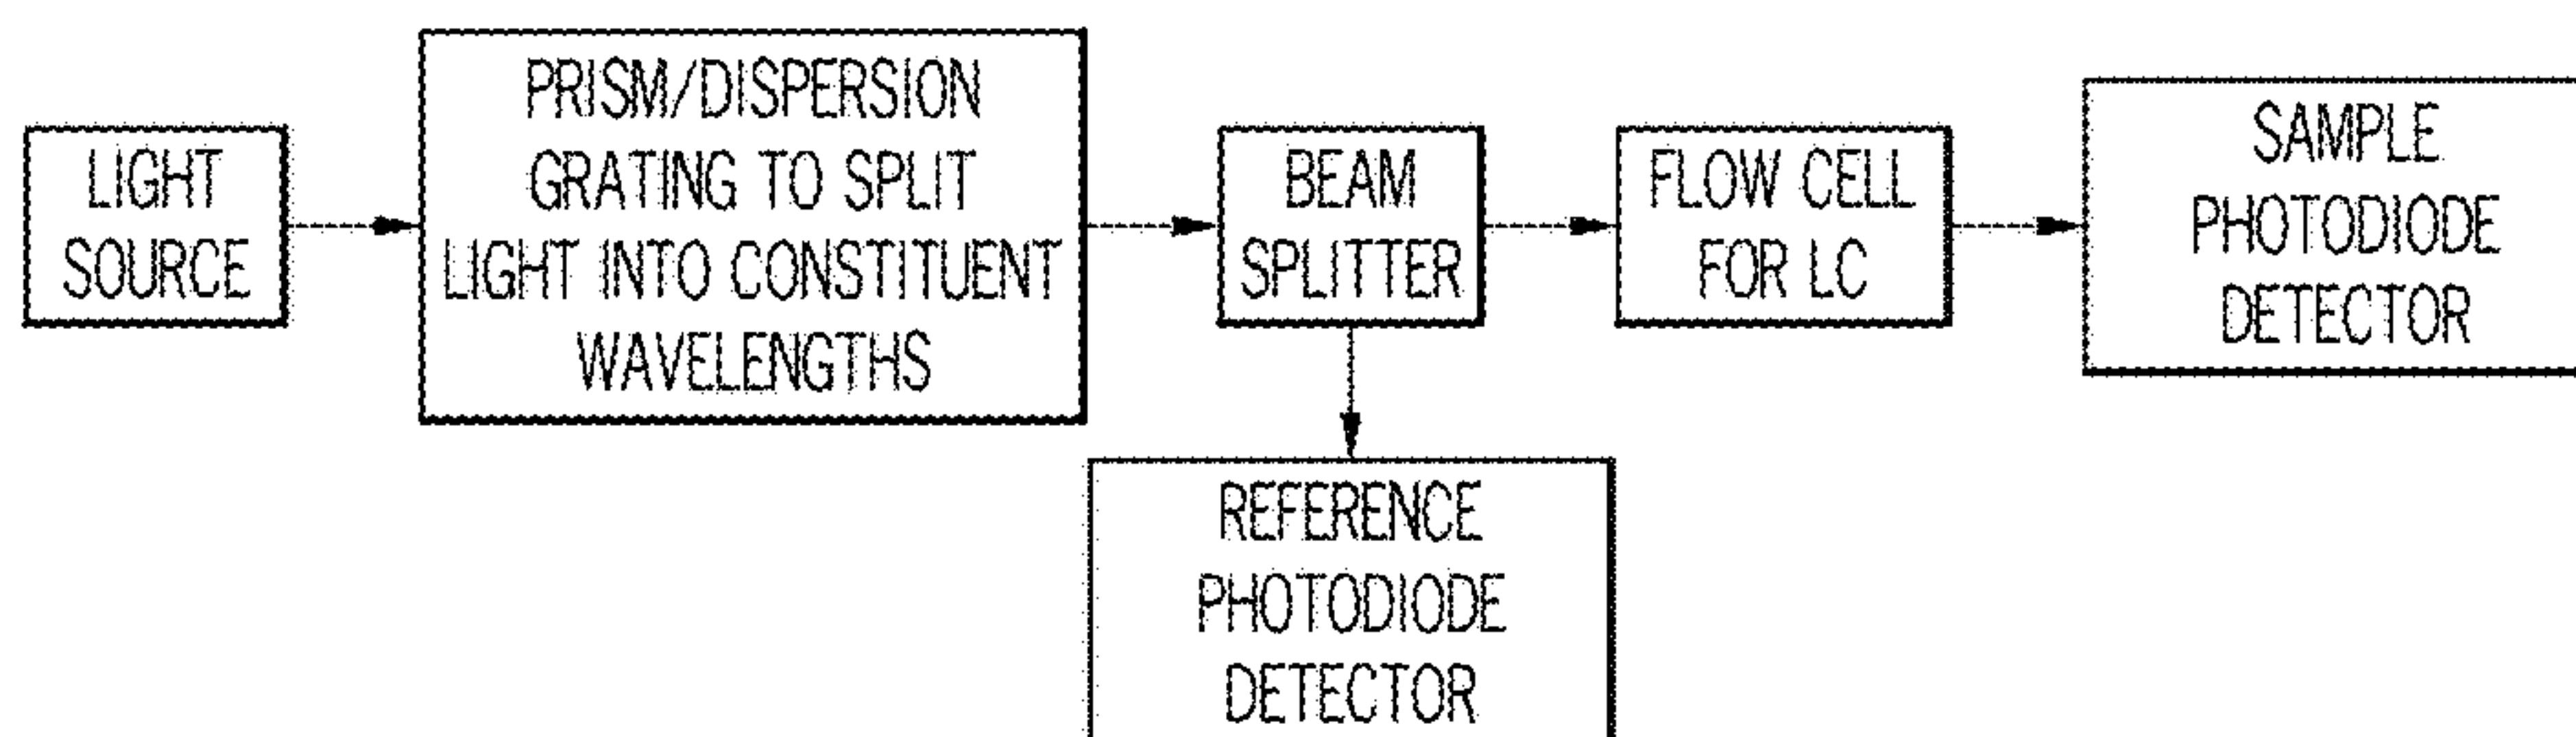 LIGHT
SOURCE
PRISM/DISPERSION
GRATING TO SPLIT
LIGHT INTO CONSTITUENT
WAVELENGTHS
BEAM
SPLITTER
FLOW CELL
FOR LC
SAMPLE
PHOTODIODE
DETECTOR
REFERENCE
PHOTODIODE
DETECTOR